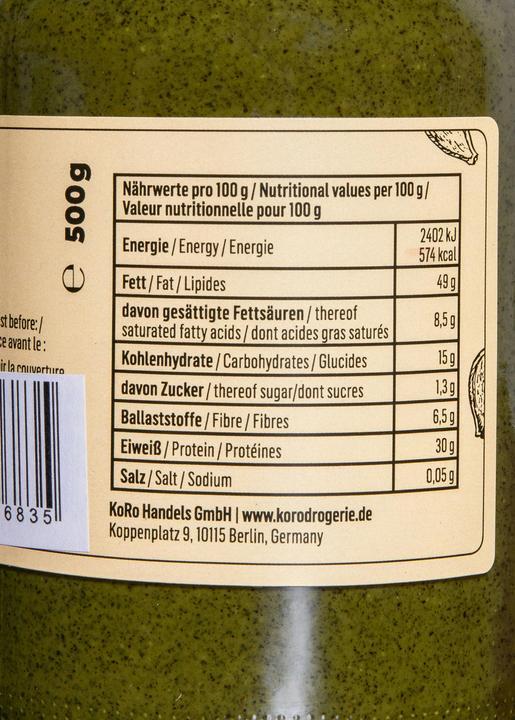 e 500g
st before:/
ce avant le :
ir la couverture
6835
Nährwerte pro 100 g / Nutritional values per 100 g /
Valeur nutritionnelle pour 100 g
Energie / Energy / Energie 2402 kJ
574 kcal
Fett / Fat / Lipides 49 g
davon gesättigte Fettsäuren / thereof
saturated fatty acids / dont acides gras saturés 8,5 g
Kohlenhydrate / Carbohydrates / Glucides 15 g
davon Zucker / thereof sugar/dont sucres 1,3 g
Ballaststoffe / Fibre / Fibres 6,5 g
Eiweiß / Protein / Protéines 30 g
Salz / Salt / Sodium 0,05 g
KoRo Handels GmbH | www.korodrogerie.de
Koppenplatz 9, 10115 Berlin, Germany